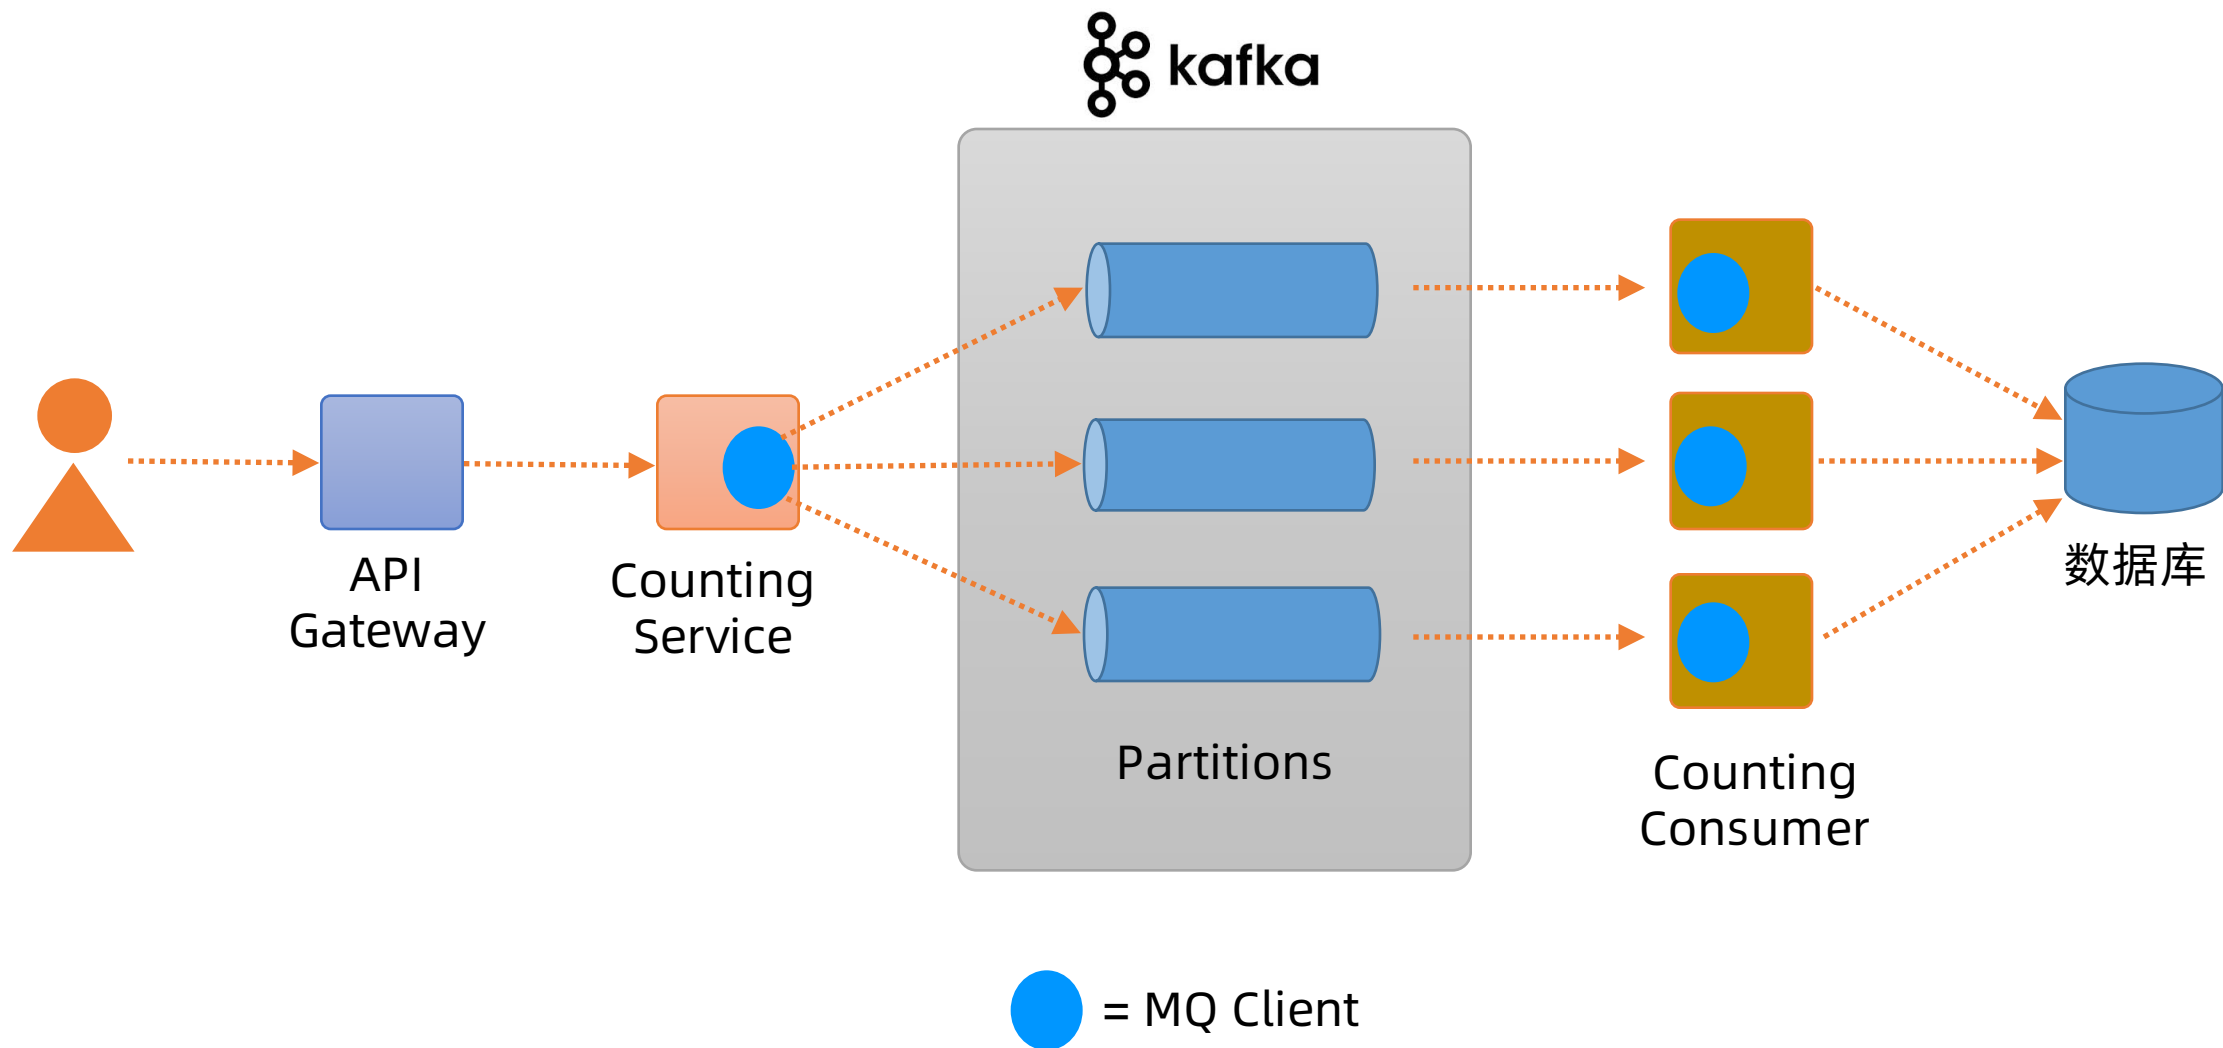 kafka
API
Gateway
Counting
Service
Partitions
Counting
Consumer
数据库
= MQ Client